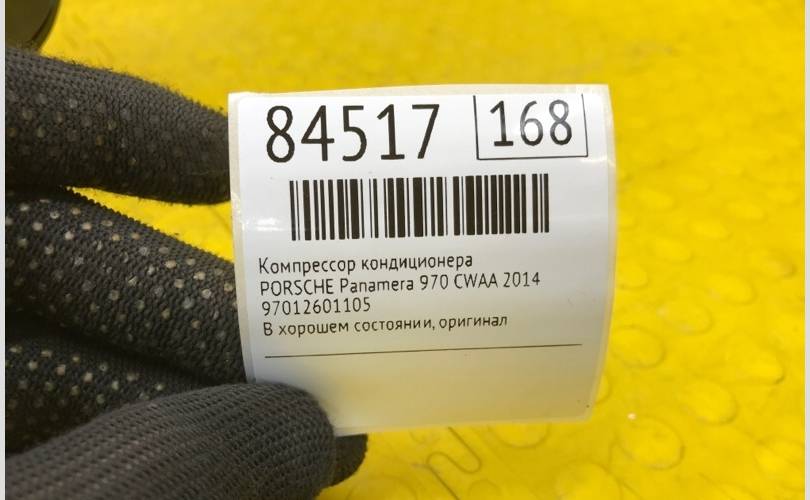 84517 168
Компрессор кондиционера
PORSCHE Panamera 970 CWAA 2014
97012601105
В хорошем состоянии, оригинал